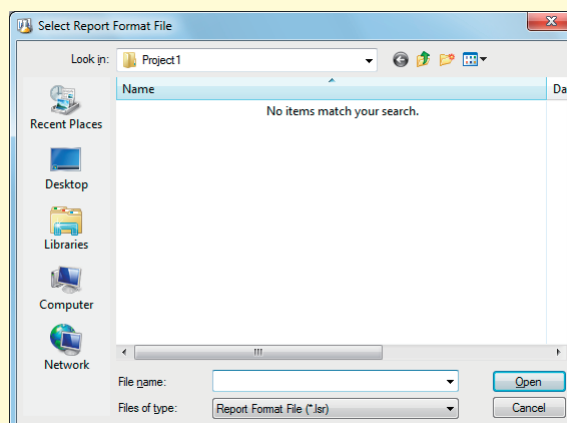 Select Report Format File
Look in:
Project1
Name
Da
No items match your search.
Recent Places
Desktop
Libraries
Computer
Network
File name:
Open
Files of type:
Report Format File (*.lsr)
Cancel